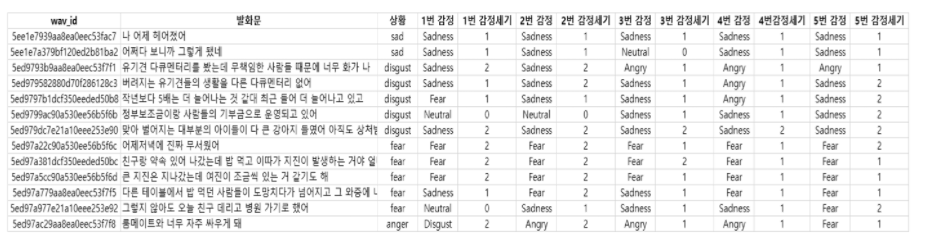 wav_id 발화문 상황 1번 감정 1번 감정세기 2번 감정 2번 감정세기 3번 감정 3번 감정세기 4번 감정 4번감정세기 5번 감정 5번 감정세기
5ee1e7939aa8ea0eec53fac7 나 어제 헤어졌어 sad Sadness 1 Sadness 1 Sadness 1 Sadness 1 Sadness 1
5ee1e7a379bf120ed2b81ba2 어쩌다 보니까 그렇게 됐네 sad Sadness 1 Sadness 1 Neutral 0 Sadness 1 Sadness 1
5ed9793b9aa8ea0eec53f7f1 유기견 다큐멘터리를 봤는데 무책임한 사람들 때문에 너무 화가 나 disgust Sadness 2 Sadness 2 Angry 1 Angry 1 Angry 1
5ed979582880d70f286128c3 버려지는 유기견들의 생활을 다룬 다큐멘터리 없어 disgust Sadness 2 Sadness 2 Sadness 1 Angry 1 Sadness 2
5ed9797b1dcf350eeded50b8 작년보다 5배는 더 늘어나는 것 같대 최근 들어 더 늘어나고 있고 disgust Fear 1 Sadness 1 Sadness 1 Angry 1 Sadness 2
5ed9799ac90a530ee56b5f6b 정부보조금이랑 사람들의 기부금으로 운영되고 있어 disgust Neutral 0 Neutral 0 Sadness 1 Sadness 1 Sadness 2
5ed979dc7e21a10eee253e90 맞아 벌어지는 대부분의 아이들이 다 큰 강아지 들였어 아직도 상처받 disgust Sadness 2 Sadness 2 Sadness 2 Sadness 2 Sadness 2
5ed97a22c90a530ee56b5f6c 어제저녁에 진짜 무서웠어 fear Fear 2 Fear 2 Fear 1 Fear 1 Fear 2
5ed97a381dcf350eeded50bc 친구랑 약속 있어 나갔는데 밥 먹고 이따가 지진이 발생하는 거야 얼 fear Fear 2 Fear 2 Fear 2 Fear 1 Fear 1
5ed97a5cc90a530ee56b5f6d 큰 지진은 지나갔는데 여진이 조금씩 있는 거 같기도 해 fear Fear 2 Fear 2 Fear 1 Fear 1 Fear 1
5ed97a779aa8ea0eec53f7f5 다른 테이블에서 밥 먹던 사람들이 도망치다가 넘어지고 그 와중에 fear Sadness 1 Fear 2 Sadness 1 Fear 1 Fear 1
5ed97a977e21a10eee253e92 그렇지 않아도 오늘 친구 데리고 병원 가기로 했어 fear Neutral 0 Sadness 1 Sadness 1 Sadness 1 Fear 2
5ed97ac29aa8ea0eec53f7f8 룸메이트와 너무 자주 싸우게 돼 anger Disgust 2 Angry 2 Angry 1 Angry 1 Fear 1